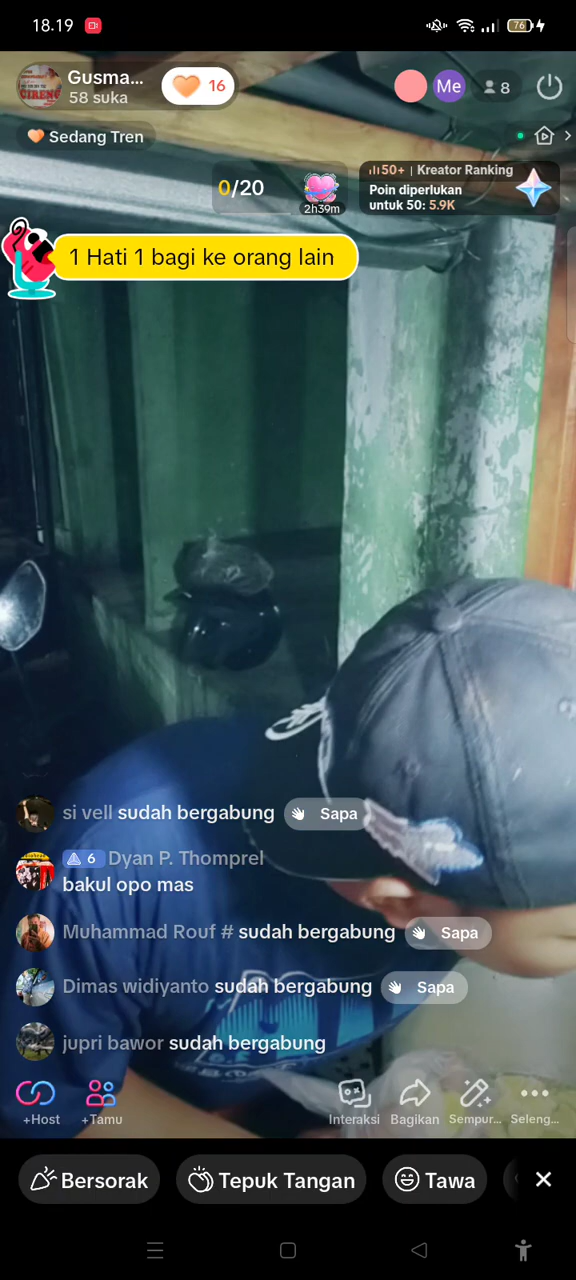 18.19
76
Gusma...
58 suka
16
Me
8
Sedang Tren
0/20
2h39m
50+ | Kreator Ranking
Poin diperlukan
untuk 50: 5.9K
1 Hati 1 bagi ke orang lain
si vell sudah bergabung
Sapa
6 Dyan P. Thomprel
bakul opo mas
Muhammad Rouf # sudah bergabung
Sapa
Dimas widiyanto sudah bergabung
Sapa
jupri bawor sudah bergabung
+Host
+Tamu
Interaksi
Bagikan
Sempur...
Seleng...
Bersorak
Tepuk Tangan
Tawa